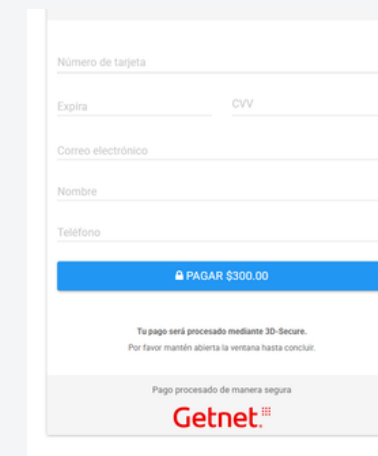 Número de tarjeta
Expira CVV
Correo electrónico
Nombre
Teléfono
PAGAR $300.00
Tu pago será procesado mediante 3D-Secure.
Por favor mantén abierta la ventana hasta concluir.
Pago procesado de manera segura
Getnet